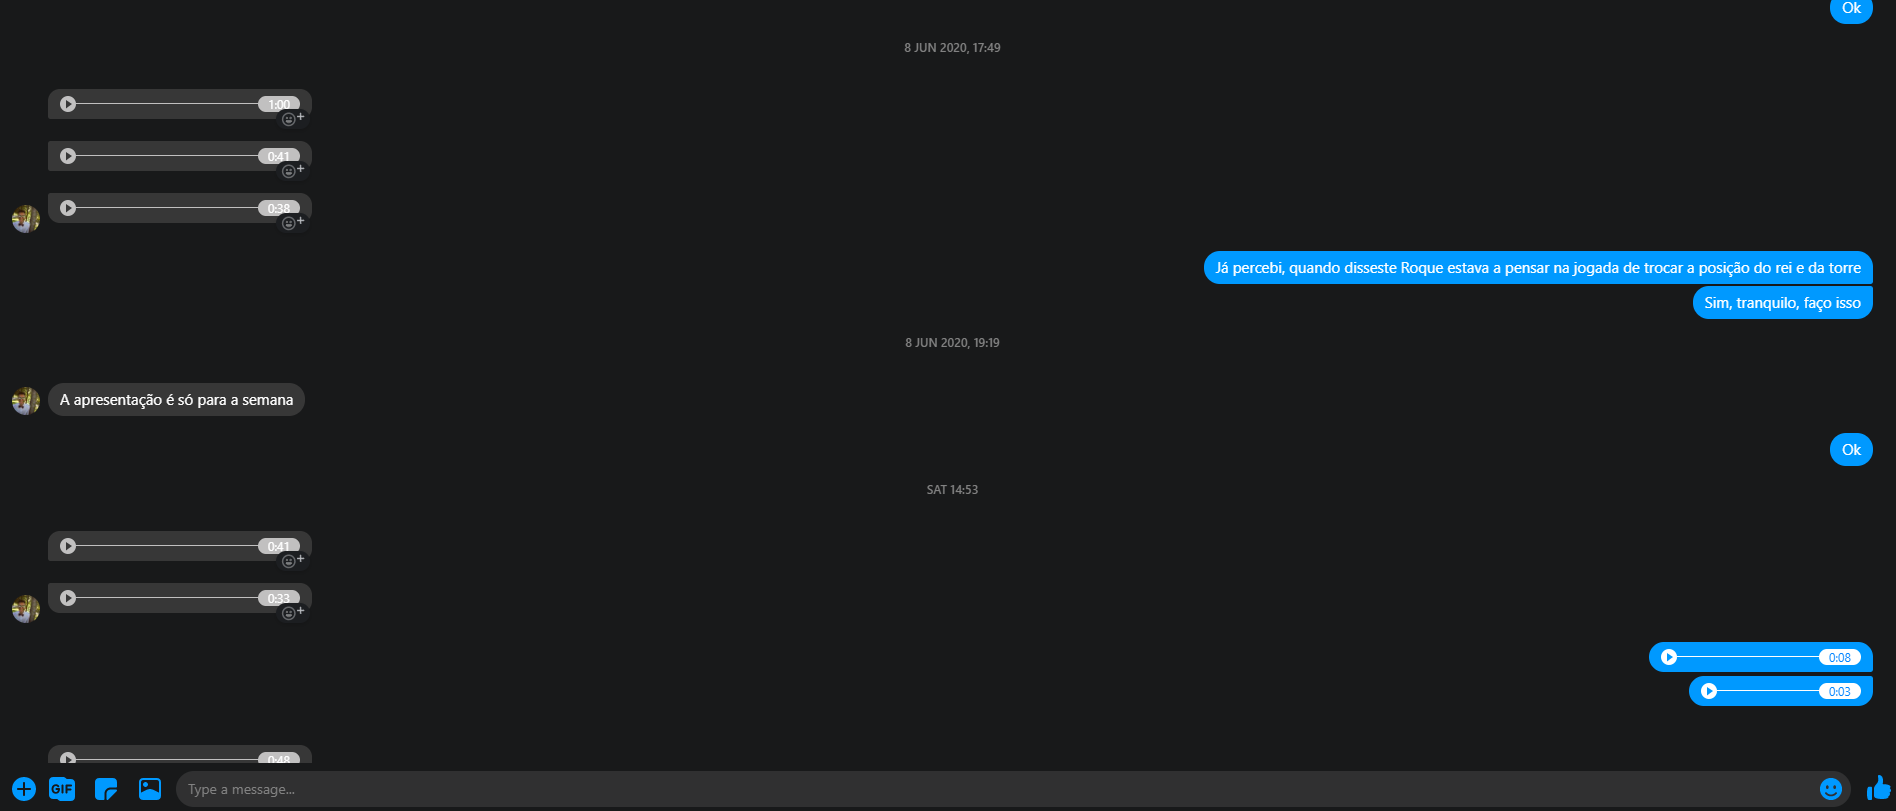 Ok
8 JUN 2020, 17:49
1:00
0:41
0:38
Já percebi, quando disseste Roque estava a pensar na jogada de trocar a posição do rei e da torre
Sim, tranquilo, faço isso
8 JUN 2020, 19:19
A apresentação é só para a semana
Ok
SAT 14:53
0:41
0:33
0:08
0:03
0:48
GIF
Type a message...